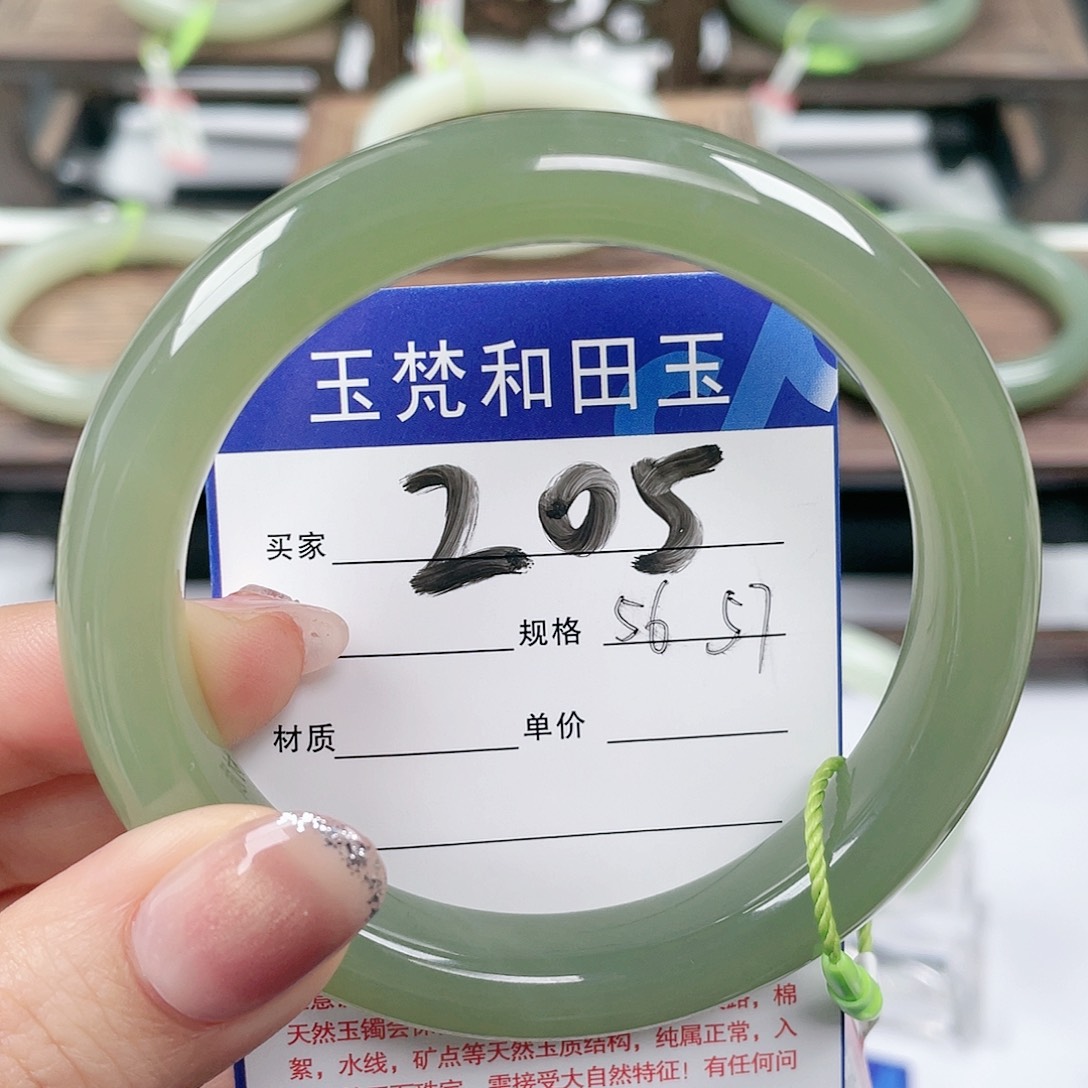 玉梵和田玉
买家 205
规格 56 57
材质 单价
棉
天然玉镯会
絮，水线，矿点等天然玉质结构，纯属正常，入
需接受大自然特征！有任何问